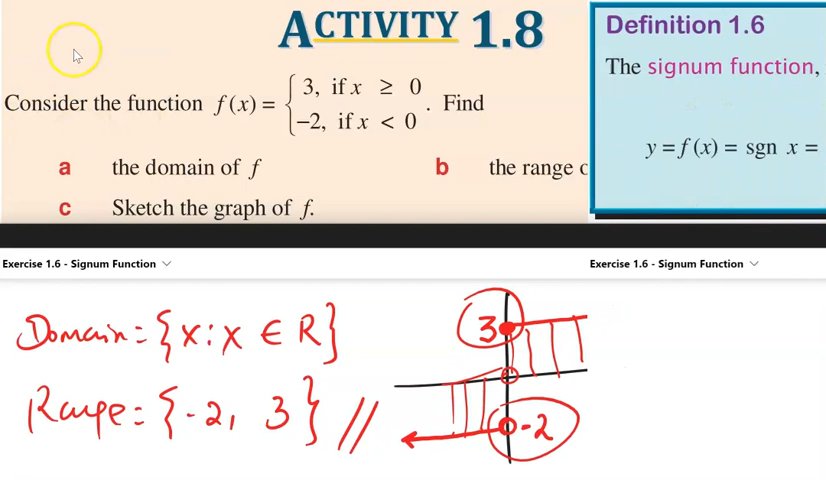 ACTIVITY 1.8
Consider the function f(x) = { 3, if x ≥ 0
−2, if x < 0 . Find
a the domain of f
b the range o
c Sketch the graph of f.
Definition 1.6
The signum function,
y = f(x) = sgn x =
Exercise 1.6 - Signum Function
Exercise 1.6 - Signum Function
Domain = {x : x ∈ R}
Range = {-2, 3} //
3
-2